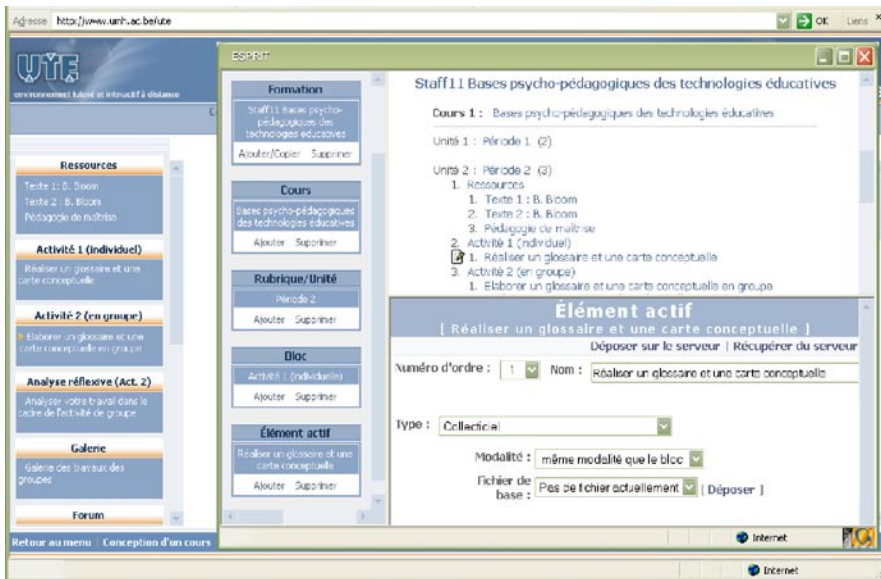 Adresse http://www.umh.ac.be/ute OK Liens
UTE
environnement tutoré et interactif à distance
Ressources
Texte 1: B. Bloom
Texte 2 : B. Bloom
Pédagogie de maîtrise
Activité 1 (individuel)
Réaliser un glossaire et une
carte conceptuelle
Activité 2 (en groupe)
Elaborer un glossaire et une
carte conceptuelle en groupe
Analyse réflexive (Act. 2)
Analyser votre travail dans le
cadre de l'activité de groupe
Galerie
Galerie des travaux des
groupes
Forum
Retour au menu | Conception d'un cours
ESPRIT
Formation
Staff11 Bases psycho-
pédagogiques des
technologies éducatives
Ajouter/Copier Supprimer
Cours
Bases psycho-pédagogiques
des technologies éducatives
Ajouter Supprimer
Rubrique/Unité
Période 2
Ajouter Supprimer
Bloc
Activité 1 (individuelle)
Ajouter Supprimer
Élément actif
Réaliser un glossaire et une
carte conceptuelle
Ajouter Supprimer
Staff11 Bases psycho-pédagogiques des technologies éducatives
Cours 1 : Bases psycho-pédagogiques des technologies éducatives
Unité 1 : Période 1 (2)
Unité 2 : Période 2 (3)
1. Ressources
1. Texte 1 : B. Bloom
2. Texte 2 : B. Bloom
3. Pédagogie de maîtrise
2. Activité 1 (individuel)
1. Réaliser un glossaire et une carte conceptuelle
3. Activité 2 (en groupe)
1. Elaborer un glossaire et une carte conceptuelle en groupe
Élément actif
[ Réaliser un glossaire et une carte conceptuelle ]
Déposer sur le serveur | Récupérer du serveur
Numéro d'ordre : 1 Nom : Réaliser un glossaire et une carte conceptuelle
Type : Collecticiel
Modalité : même modalité que le bloc
Fichier de
base : Pas de fichier actuellement [ Déposer ]
Internet
Internet